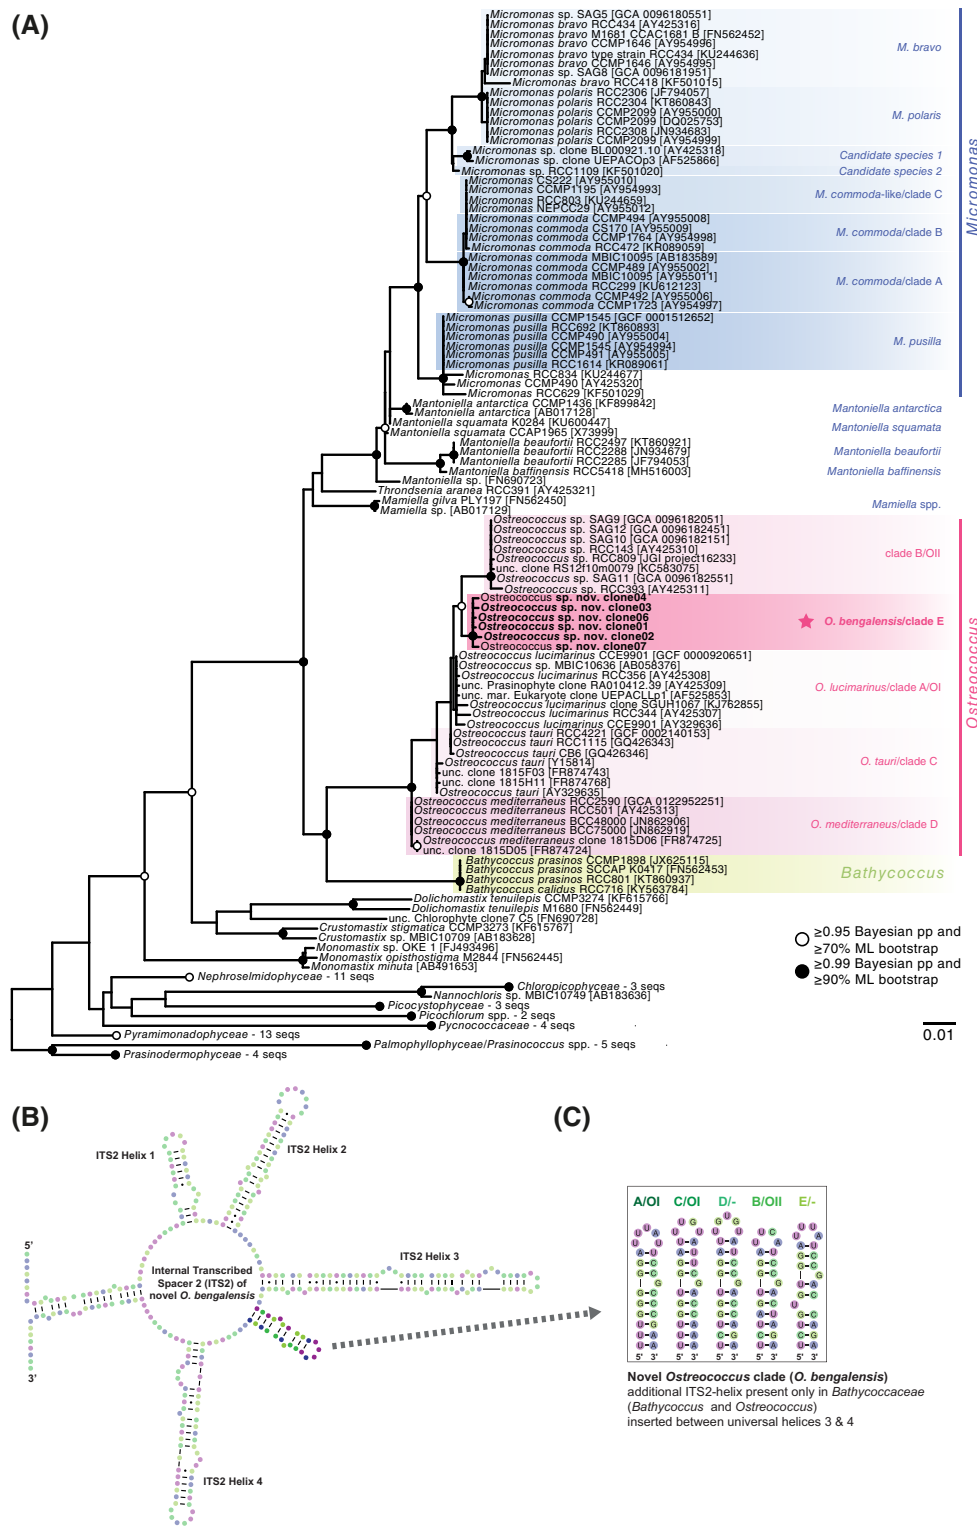 (A)
Micromonas sp. SAG5 [GCA 0096180551]
Micromonas bravo RCC434 [AY425316]
Micromonas bravo M1681 CCAC1681 B [FN562452]
Micromonas bravo CCMP1646 [AY954996]
Micromonas bravo type strain RCC434 [KU244636]
Micromonas bravo CCMP1646 [AY954995]
Micromonas sp. SAG8 [GCA 0096181951]
Micromonas bravo RCC418 [KF501015]
M. bravo
Micromonas polaris RCC2306 [JF794057]
Micromonas polaris RCC2304 [KT860843]
Micromonas polaris CCMP2099 [AY955000]
Micromonas polaris CCMP2099 [DQ025753]
Micromonas polaris RCC2308 [JN934683]
Micromonas polaris CCMP2099 [AY954999]
M. polaris
Micromonas sp. clone BL000921.10 [AY425318]
Micromonas sp. clone UEPACOp3 [AF525866]
Candidate species 1
Micromonas sp. RCC1109 [KF501020]
Candidate species 2
Micromonas CS222 [AY955010]
Micromonas CCMP1195 [AY954993]
Micromonas RCC803 [KU244659]
Micromonas NEPCC29 [AY955012]
M. commoda-like/clade C
Micromonas commoda CCMP494 [AY955008]
Micromonas commoda CS170 [AY955009]
Micromonas commoda CCMP1764 [AY954998]
Micromonas commoda RCC472 [KR089059]
M. commoda/clade B
Micromonas commoda MBIC10095 [AB183589]
Micromonas commoda CCMP489 [AY955002]
Micromonas commoda MBIC10095 [AY955011]
Micromonas commoda RCC299 [KU612123]
Micromonas commoda CCMP492 [AY955006]
Micromonas commoda CCMP1723 [AY954997]
M. commoda/clade A
Micromonas pusilla CCMP1545 [GCF 0001512652]
Micromonas pusilla RCC692 [KT860893]
Micromonas pusilla CCMP490 [AY955004]
Micromonas pusilla CCMP1545 [AY954994]
Micromonas pusilla CCMP491 [AY955005]
Micromonas pusilla RCC1614 [KR089061]
M. pusilla
Micromonas RCC834 [KU244677]
Micromonas CCMP490 [AY425320]
Micromonas RCC629 [KF501029]
Micromonas
Mantoniella antarctica CCMP1436 [KF899842]
Mantoniella antarctica [AB017128]
Mantoniella antarctica
Mantoniella squamata K0284 [KU600447]
Mantoniella squamata CCAP1965 [X73999]
Mantoniella squamata
Mantoniella beaufortii RCC2497 [KT860921]
Mantoniella beaufortii RCC2288 [JN934679]
Mantoniella beaufortii RCC2285 [JF794053]
Mantoniella beaufortii
Mantoniella baffinensis RCC5418 [MH516003]
Mantoniella baffinensis
Mantoniella sp. [FN690723]
Throndsenia aranea RCC391 [AY425321]
Mamiella gilva PLY197 [FN562450]
Mamiella sp. [AB017129]
Mamiella spp.
Ostreococcus sp. SAG9 [GCA 0096182051]
Ostreococcus sp. SAG12 [GCA 0096182451]
Ostreococcus sp. SAG10 [GCA 0096182151]
Ostreococcus sp. RCC143 [AY425310]
Ostreococcus sp. RCC809 [JGI project16233]
unc. clone RS12f10m0079 [KC583075]
Ostreococcus sp. SAG11 [GCA 0096182551]
Ostreococcus sp. RCC393 [AY425311]
clade B/OII
Ostreococcus sp. nov. clone04
Ostreococcus sp. nov. clone03
Ostreococcus sp. nov. clone06
Ostreococcus sp. nov. clone01
Ostreococcus sp. nov. clone02
Ostreococcus sp. nov. clone07
O. bengalensis/clade E
Ostreococcus lucimarinus CCE9901 [GCF 0000920651]
Ostreococcus sp. MBIC10636 [AB058376]
Ostreococcus lucimarinus RCC356 [AY425308]
unc. Prasinophyte clone RA010412.39 [AY425309]
unc. mar. Eukaryote clone UEPACLLp1 [AF525853]
Ostreococcus lucimarinus clone SGUH1067 [KJ762855]
Ostreococcus lucimarinus RCC344 [AY425307]
Ostreococcus lucimarinus CCE9901 [AY329636]
O. lucimarinus/clade A/OI
Ostreococcus tauri RCC4221 [GCF 0002140153]
Ostreococcus tauri RCC1115 [GQ426343]
Ostreococcus tauri CB6 [GQ426346]
Ostreococcus tauri [Y15814]
unc. clone 1815F03 [FR874743]
unc. clone 1815H11 [FR874768]
Ostreococcus tauri [AY329635]
O. tauri/clade C
Ostreococcus mediterraneus RCC2590 [GCA 0122952251]
Ostreococcus mediterraneus RCC501 [AY425313]
Ostreococcus mediterraneus BCC48000 [JN862906]
Ostreococcus mediterraneus BCC75000 [JN862919]
Ostreococcus mediterraneus clone 1815D06 [FR874725]
unc. clone 1815D05 [FR874724]
O. mediterraneus/clade D
Ostreococcus
Bathycoccus prasinos CCMP1898 [JX625115]
Bathycoccus prasinos SCCAP K0417 [FN562453]
Bathycoccus prasinos RCC801 [KT860937]
Bathycoccus calidus RCC716 [KY563784]
Bathycoccus
Dolichomastix tenuilepis CCMP3274 [KF615766]
Dolichomastix tenuilepis M1680 [FN562449]
unc. Chlorophyte clone7 C5 [FN690728]
Crustomastix stigmatica CCMP3273 [KF615767]
Crustomastix sp. MBIC10709 [AB183628]
Monomastix sp. OKE 1 [FJ493496]
Monomastix opisthostigma M2844 [FN562445]
Monomastix minuta [AB491653]
Nephroselmidophyceae - 11 seqs
Chloropicophyceae - 3 seqs
Nannochloris sp. MBIC10749 [AB183636]
Picocystophyceae - 3 seqs
Picochlorum spp. - 2 seqs
Pycnococcaceae - 4 seqs
Pyramimonadophyceae - 13 seqs
Palmophyllophyceae/Prasinococcus spp. - 5 seqs
Prasinodermophyceae - 4 seqs
≥0.95 Bayesian pp and
≥70% ML bootstrap
≥0.99 Bayesian pp and
≥90% ML bootstrap
0.01
(B)
ITS2 Helix 1
ITS2 Helix 2
ITS2 Helix 3
ITS2 Helix 4
Internal Transcribed
Spacer 2 (ITS2) of
novel O. bengalensis
5'
3'
(C)
A/OI C/OI D/- B/OII E/-
5' 3' 5' 3' 5' 3' 5' 3' 5' 3'
Novel Ostreococcus clade (O. bengalensis)
additional ITS2-helix present only in Bathycoccaceae
(Bathycoccus and Ostreococcus)
inserted between universal helices 3 & 4